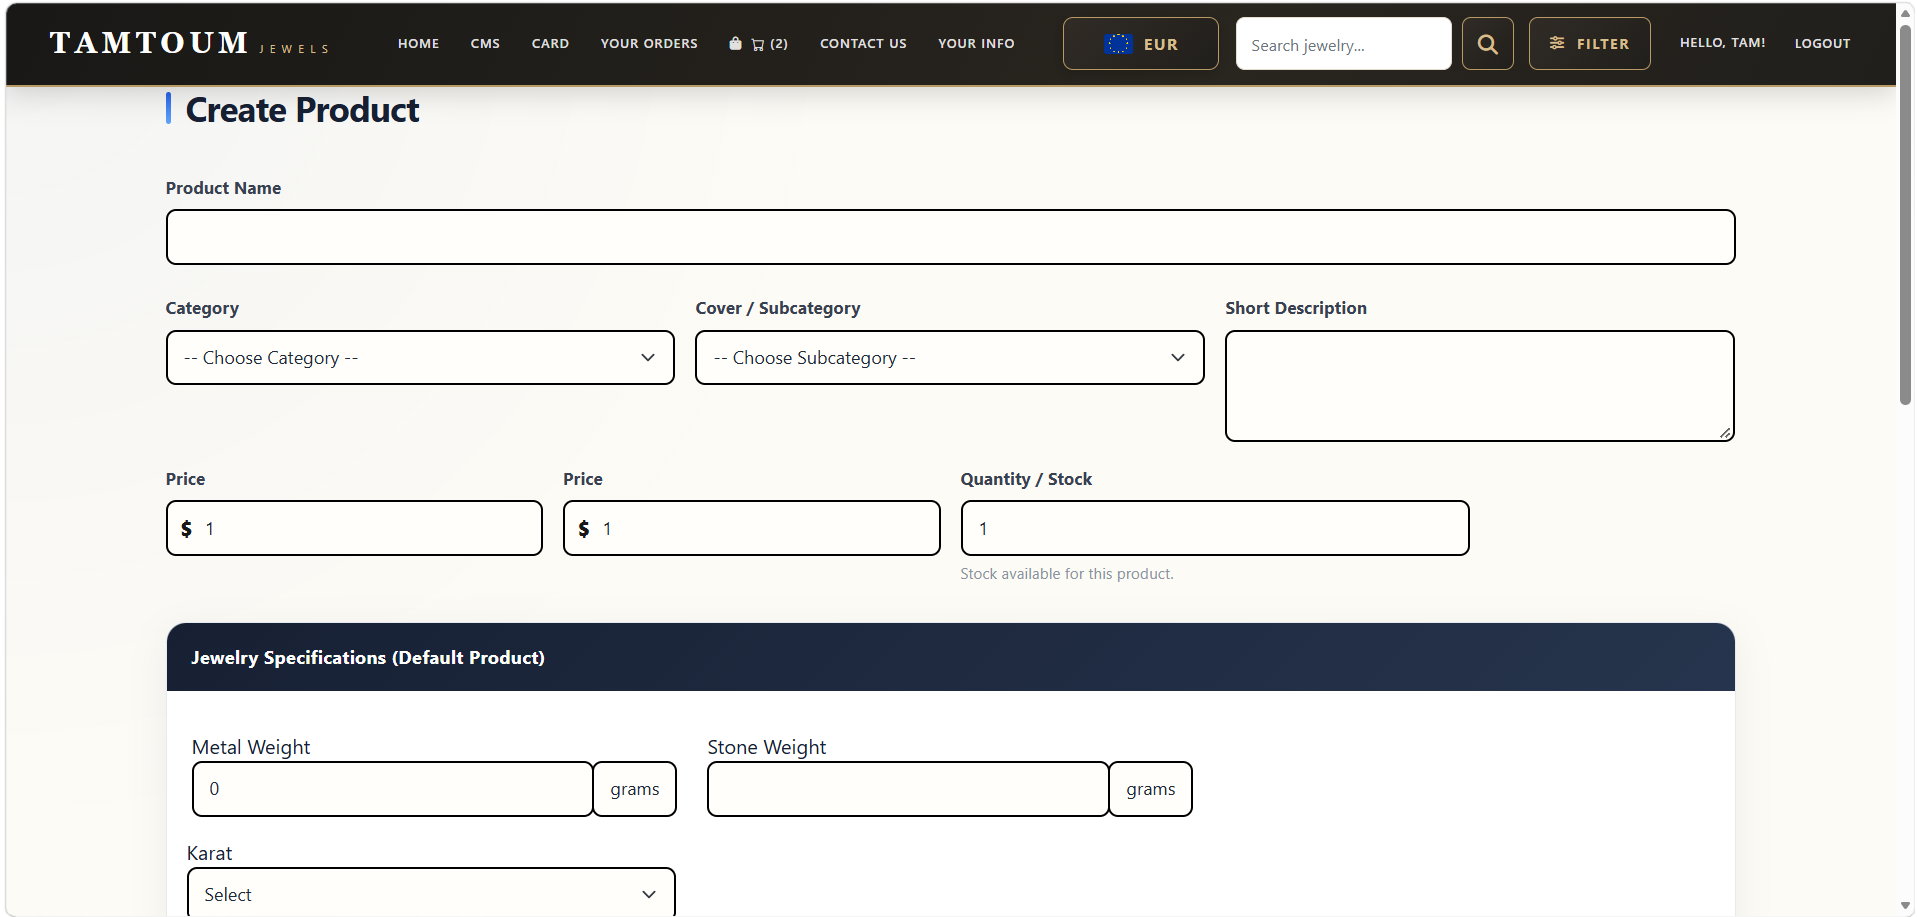 TAMTOUM JEWELS
HOME
CMS
CARD
YOUR ORDERS
(2)
CONTACT US
YOUR INFO
EUR
Search jewelry...
FILTER
HELLO, TAM!
LOGOUT
Create Product
Product Name
Category
Cover / Subcategory
Short Description
-- Choose Category --
-- Choose Subcategory --
Price
Price
Quantity / Stock
$ 1
$ 1
1
Stock available for this product.
Jewelry Specifications (Default Product)
Metal Weight
Stone Weight
0
grams
grams
Karat
Select